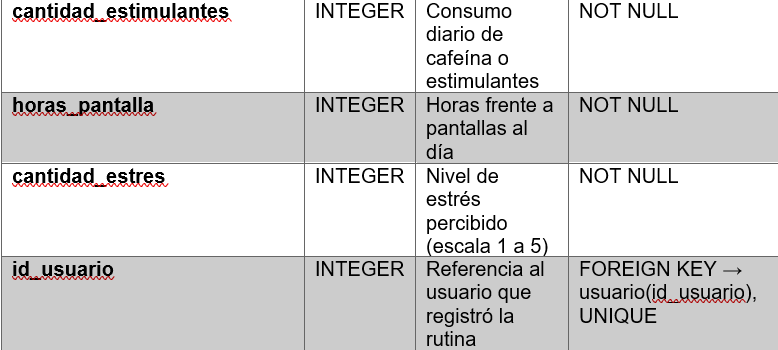 cantidad_estimulantes INTEGER Consumo NOT NULL
diario de
cafeína o
estimulantes
horas_pantalla INTEGER Horas frente a NOT NULL
pantallas al
día
cantidad_estres INTEGER Nivel de NOT NULL
estrés
percibido
(escala 1 a 5)
id_usuario INTEGER Referencia al FOREIGN KEY →
usuario que usuario(id_usuario),
registró la UNIQUE
rutina